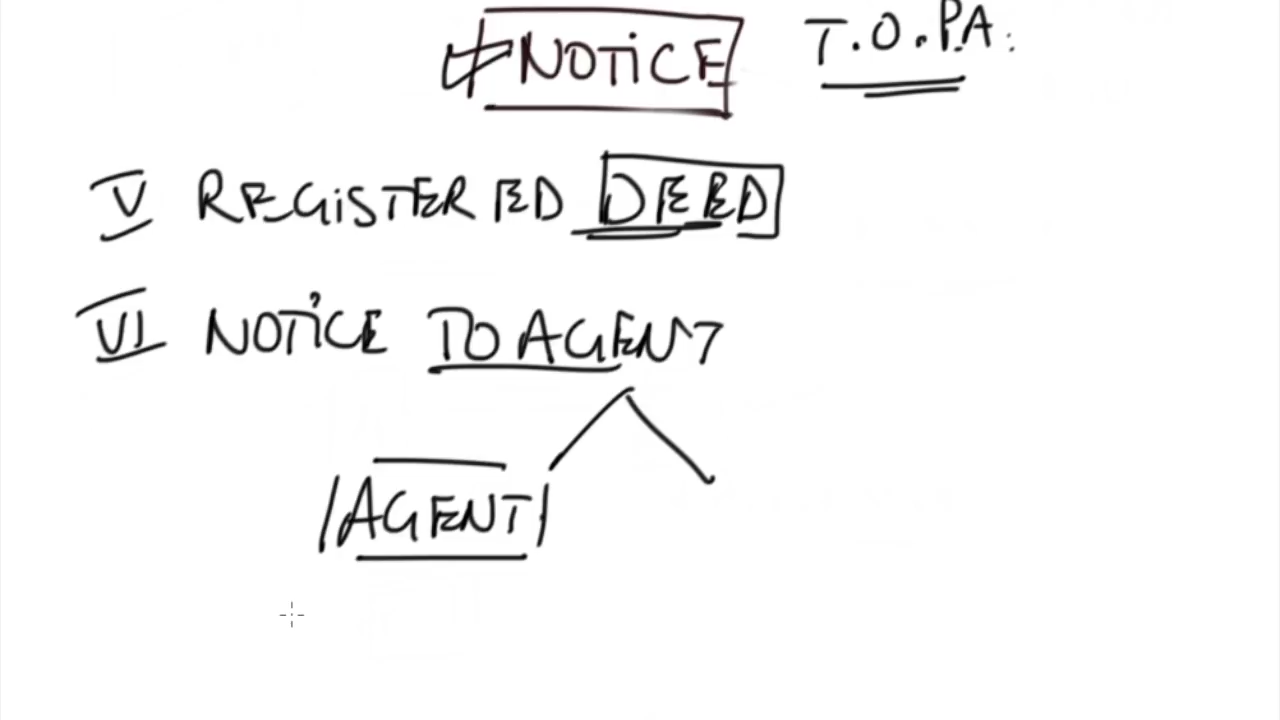 NOTICE T.O.P.A.
V REGISTERED DEED
VI NOTICE TO AGENT
AGENT